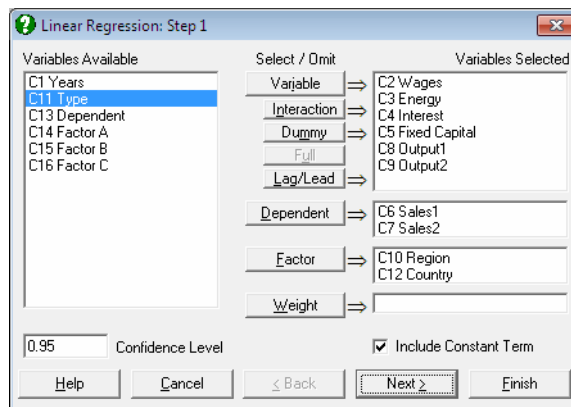 Linear Regression: Step 1
Variables Available
Select / Omit
Variables Selected
C1 Years
C11 Type
C13 Dependent
C14 Factor A
C15 Factor B
C16 Factor C
Variable
Interaction
Dummy
Full
Lag/Lead
C2 Wages
C3 Energy
C4 Interest
C5 Fixed Capital
C8 Output1
C9 Output2
Dependent
C6 Sales1
C7 Sales2
Factor
C10 Region
C12 Country
Weight
0.95 Confidence Level
Include Constant Term
Help
Cancel
< Back
Next >
Finish